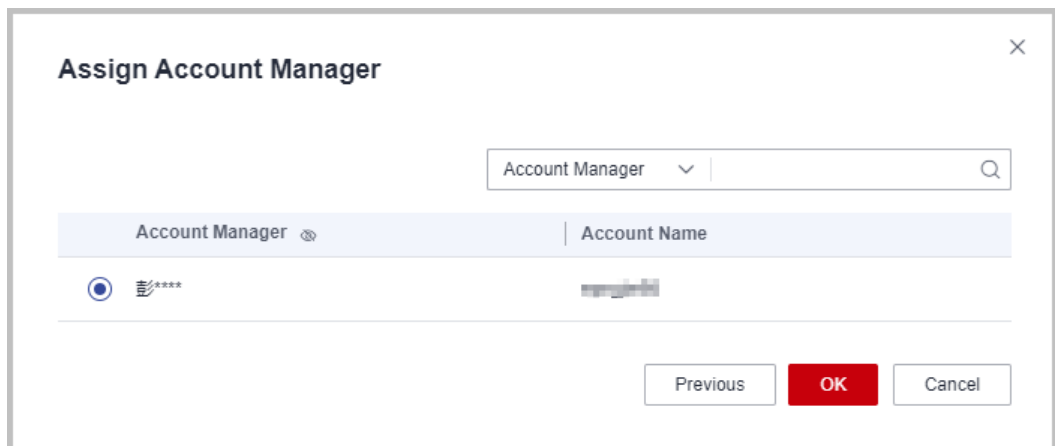 Assign Account Manager
Account Manager
Account Manager Account Name
彭****
Previous OK Cancel